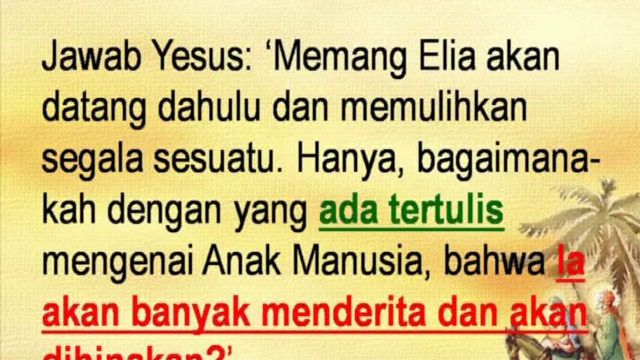 Jawab Yesus: ‘Memang Elia akan
datang dahulu dan memulihkan
segala sesuatu. Hanya, bagaimana-
kah dengan yang ada tertulis
mengenai Anak Manusia, bahwa Ia
akan banyak menderita dan akan
dihinakan?’